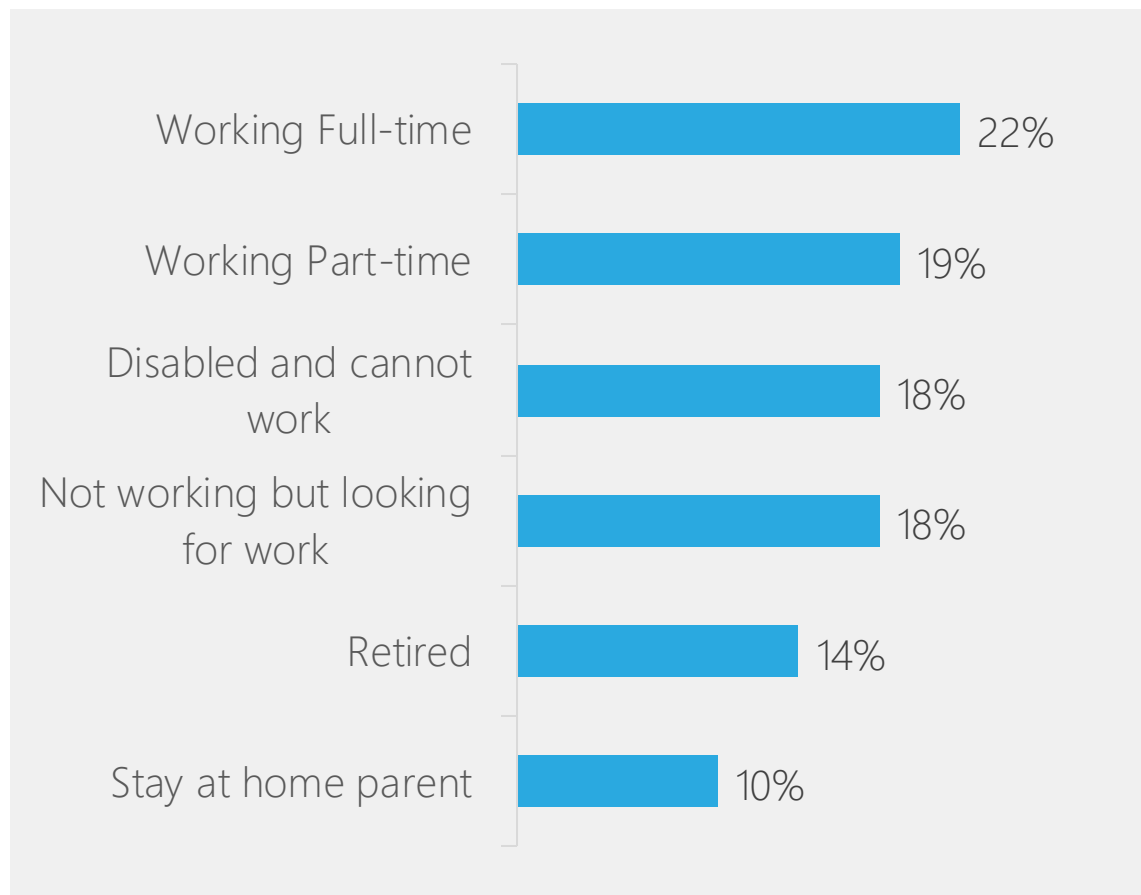 Working Full-time
22%
Working Part-time
19%
Disabled and cannot
work
18%
Not working but looking
for work
18%
Retired
14%
Stay at home parent
10%